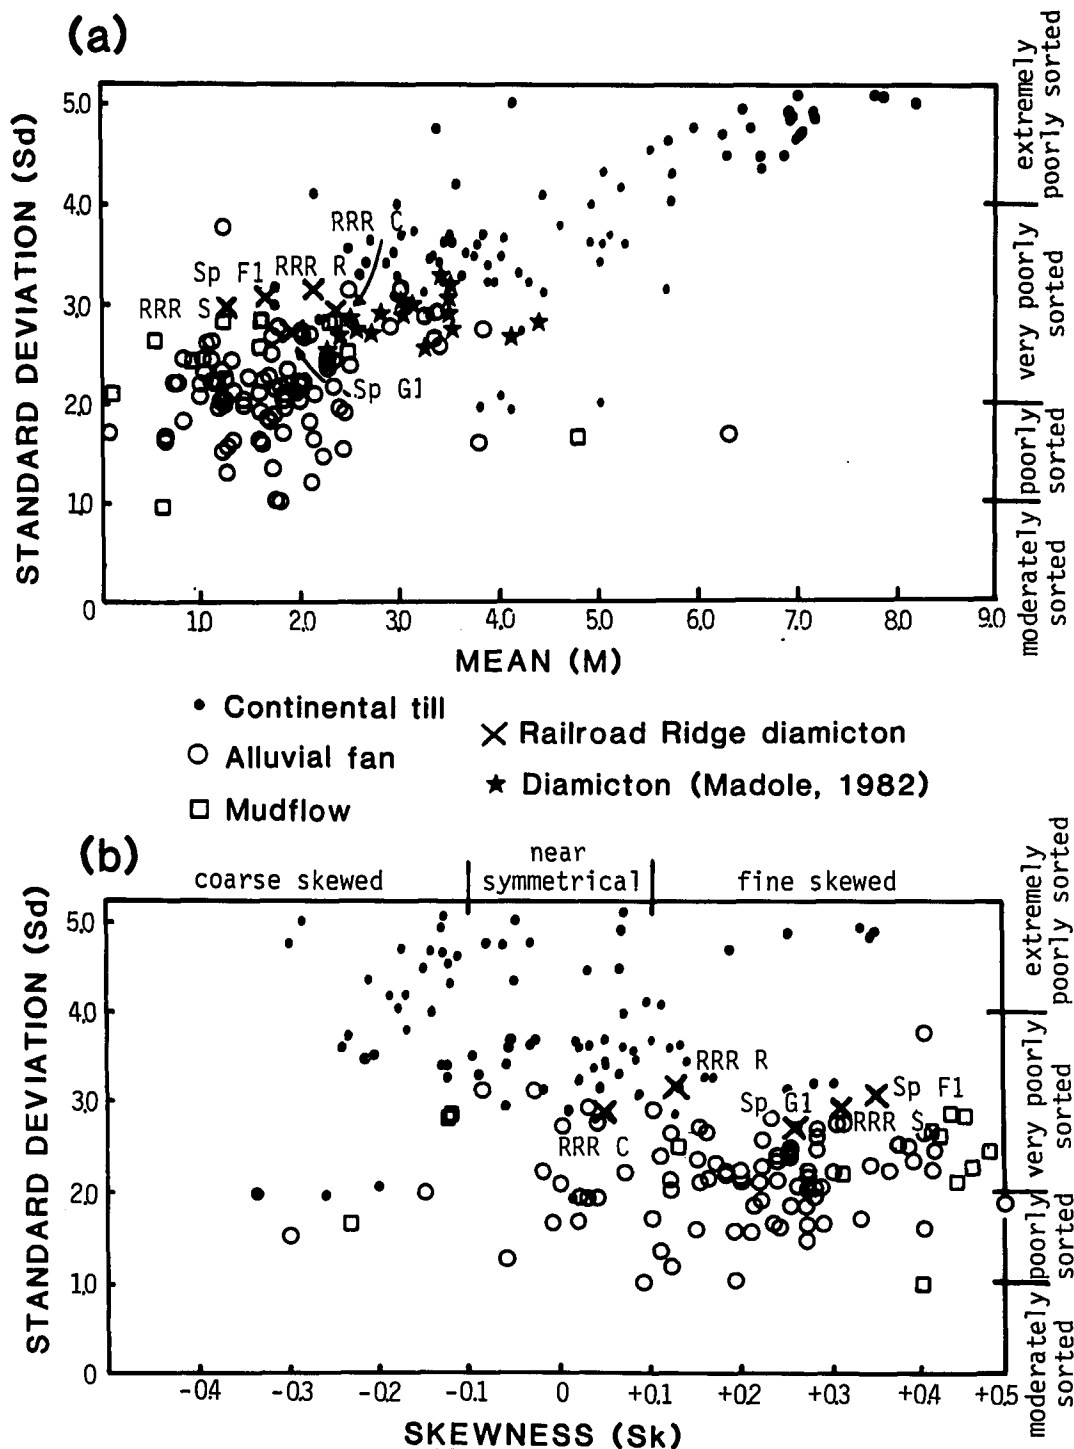 (a)
STANDARD DEVIATION (Sd)
5.0
4.0
3.0
2.0
1.0
0
1.0 2.0 3.0 4.0 5.0 6.0 7.0 8.0 9.0
MEAN (M)
RRR C
Sp F1
RRR R
RRR S
Sp G1
extremely
poorly sorted
very poorly
sorted
poorly
sorted
moderately
sorted
Continental till
Alluvial fan
Mudflow
Railroad Ridge diamicton
Diamicton (Madole, 1982)
(b)
coarse skewed
near
symmetrical
fine skewed
STANDARD DEVIATION (Sd)
5.0
4.0
3.0
2.0
1.0
0
-0.4 -0.3 -0.2 -0.1 0 +0.1 +0.2 +0.3 +0.4 +0.5
SKEWNESS (Sk)
RRR R
Sp G1
Sp F1
RRR S
RRR C
extremely
poorly sorted
very poorly
sorted
poorly
sorted
moderately
sorted